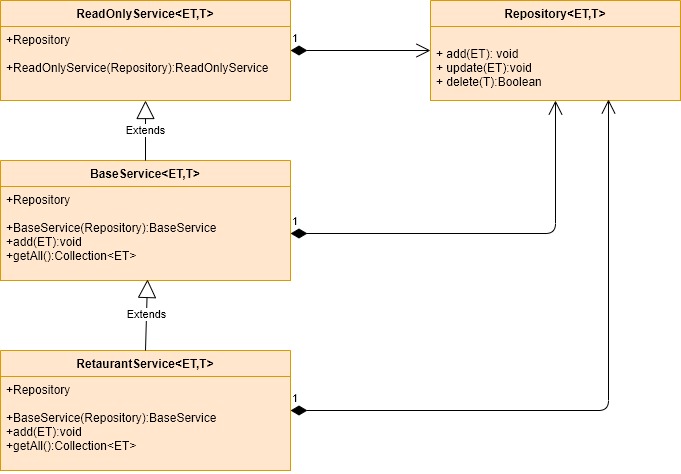 ReadOnlyService<ET,T>
+Repository
+ReadOnlyService(Repository):ReadOnlyService
1
Repository<ET,T>
+ add(ET): void
+ update(ET):void
+ delete(T):Boolean
Extends
BaseService<ET,T>
+Repository
+BaseService(Repository):BaseService
+add(ET):void
+getAll():Collection<ET>
1
Extends
RetaurantService<ET,T>
+Repository
+BaseService(Repository):BaseService
+add(ET):void
+getAll():Collection<ET>
1